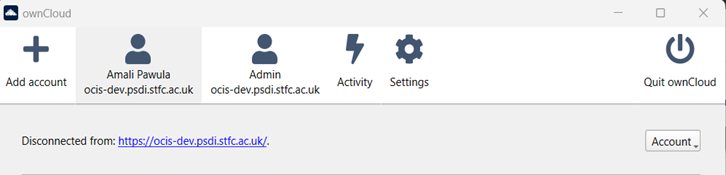 ownCloud
Add account
Amali Pawula
ocis-dev.psdi.stfc.ac.uk
Admin
ocis-dev.psdi.stfc.ac.uk
Activity
Settings
Quit ownCloud
Disconnected from: https://ocis-dev.psdi.stfc.ac.uk/.
Account